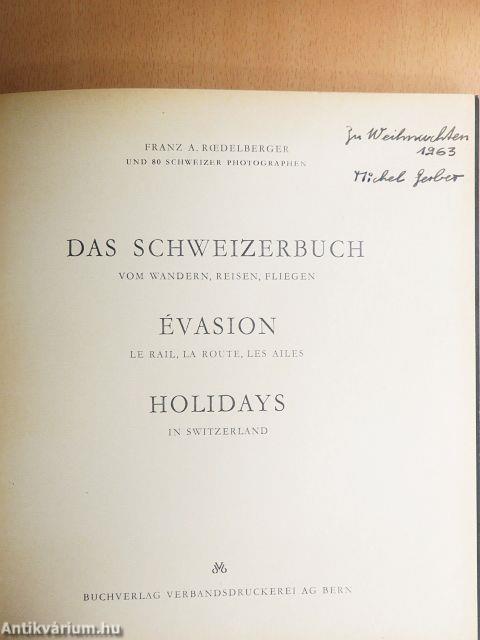 FRANZ A. RŒDELBERGER
UND 80 SCHWEIZER PHOTOGRAPHEN
Zu Weihnachten
1963
Michel Gerber
DAS SCHWEIZERBUCH
VOM WANDERN, REISEN, FLIEGEN
ÉVASION
LE RAIL, LA ROUTE, LES AILES
HOLIDAYS
IN SWITZERLAND
BUCHVERLAG VERBANDSDRUCKEREI AG BERN
Antikvárium.hu